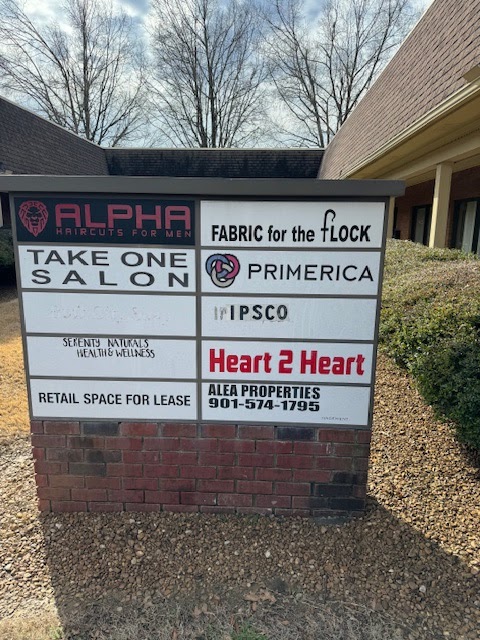 ALPHA
HAIRCUTS FOR MEN
TAKE ONE
SALON
SERENITY NATURALS
HEALTH & WELLNESS
RETAIL SPACE FOR LEASE
FABRIC for the fLOCK
PRIMERICA
IPSCO
Heart 2 Heart
ALEA PROPERTIES
901-574-1795